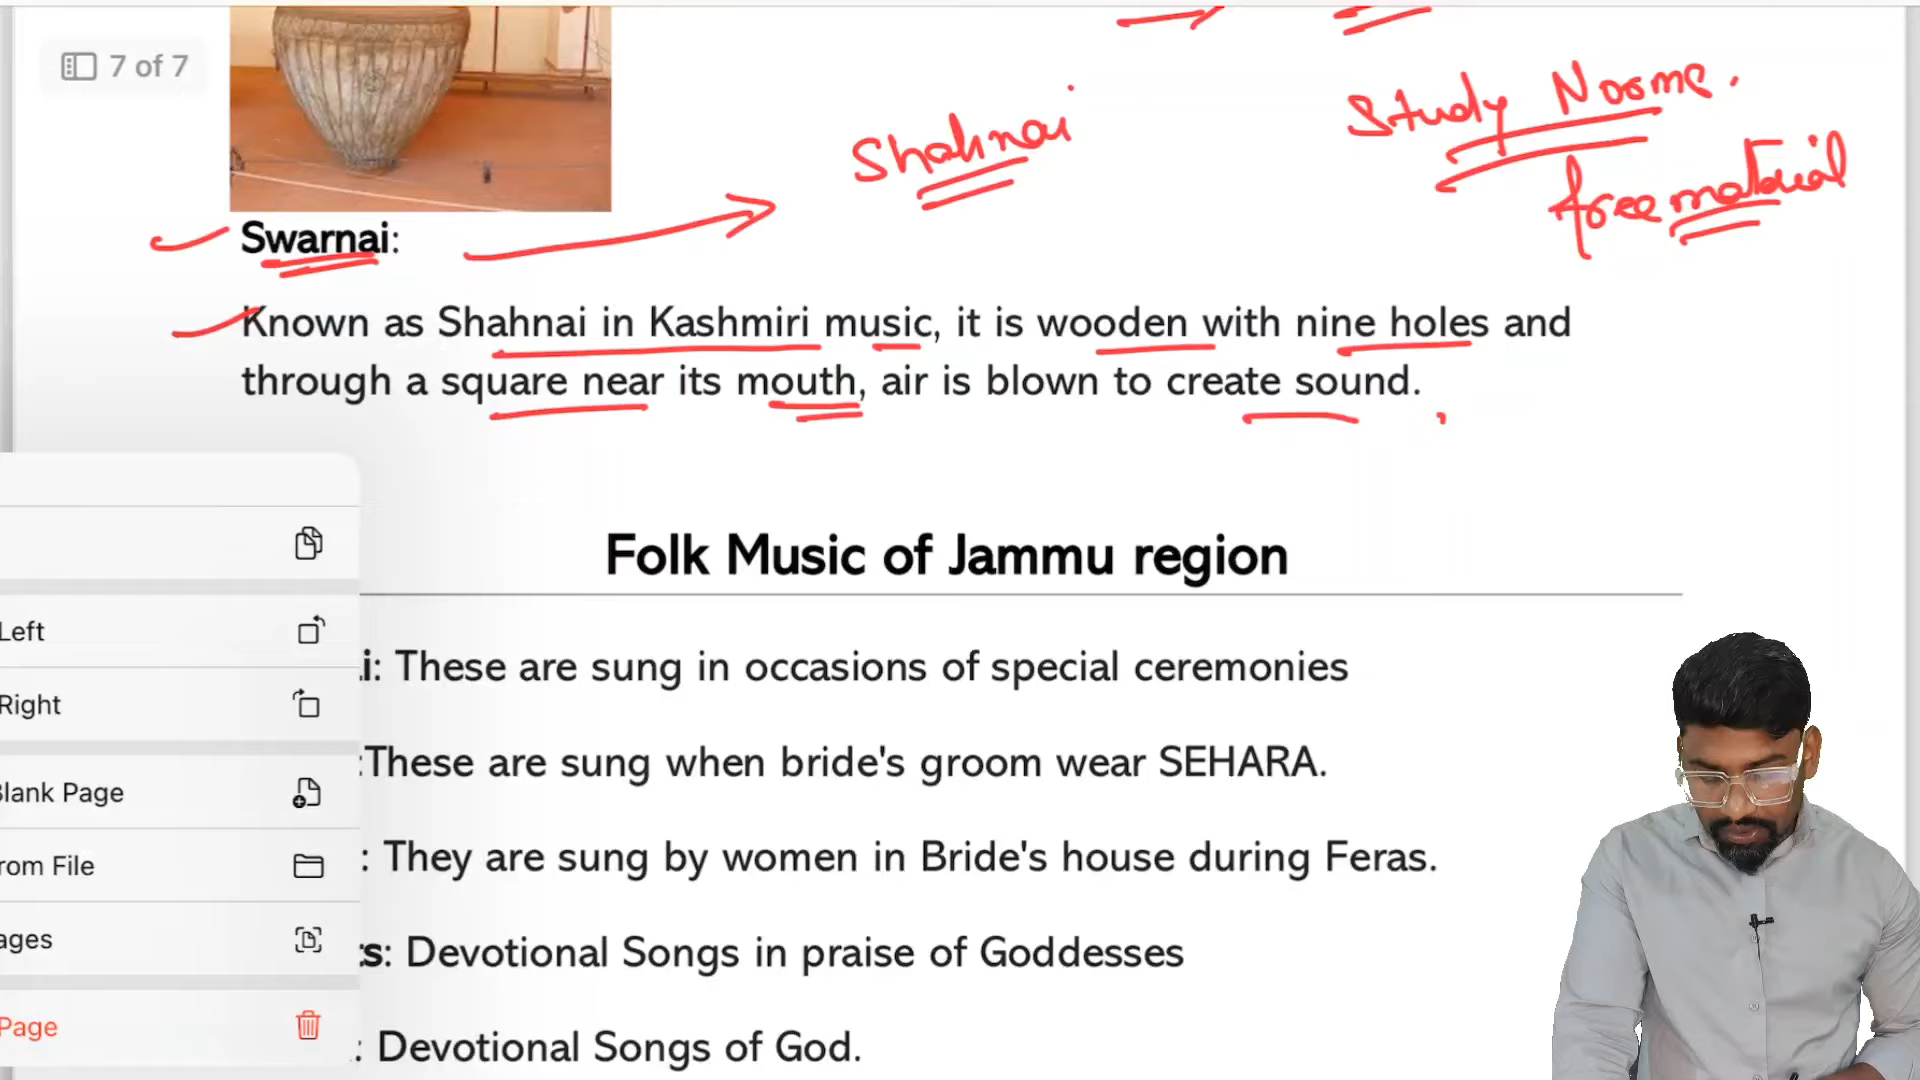 7 of 7
Shahnai
Study Norms.
free material
Swarnai:
Known as Shahnai in Kashmiri music, it is wooden with nine holes and
through a square near its mouth, air is blown to create sound.
Folk Music of Jammu region
Left
i: These are sung in occasions of special ceremonies
Right
:These are sung when bride's groom wear SEHARA.
Blank Page
: They are sung by women in Bride's house during Feras.
rom File
ages
ts: Devotional Songs in praise of Goddesses
Page
: Devotional Songs of God.